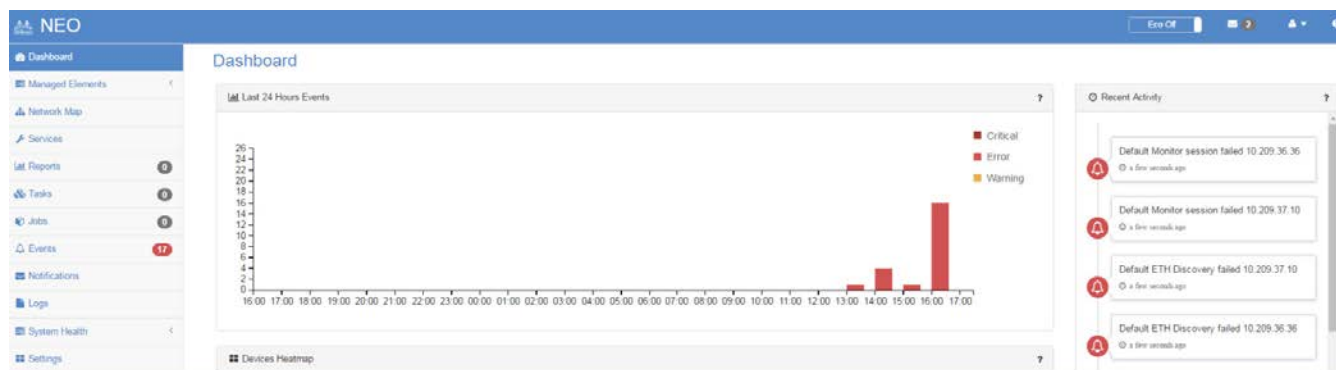 NEO
Eco Off
Dashboard
Managed Elements
Network Map
Services
Reports 0
Tasks 0
Jobs 0
Events 17
Notifications
Logs
System Health
Settings
Dashboard
Last 24 Hours Events ?
Critical
Error
Warning
26
24
22
20
18
16
14
12
10
8
6
4
2
0
16:00 17:00 18:00 19:00 20:00 21:00 22:00 23:00 00:00 01:00 02:00 03:00 04:00 05:00 06:00 07:00 08:00 09:00 10:00 11:00 12:00 13:00 14:00 15:00 16:00 17:00
Devices Heatmap ?
Recent Activity ?
Default Monitor session failed 10.209.36.36
a few seconds ago
Default Monitor session failed 10.209.37.10
a few seconds ago
Default ETH Discovery failed 10.209.37.10
a few seconds ago
Default ETH Discovery failed 10.209.36.36
a few seconds ago